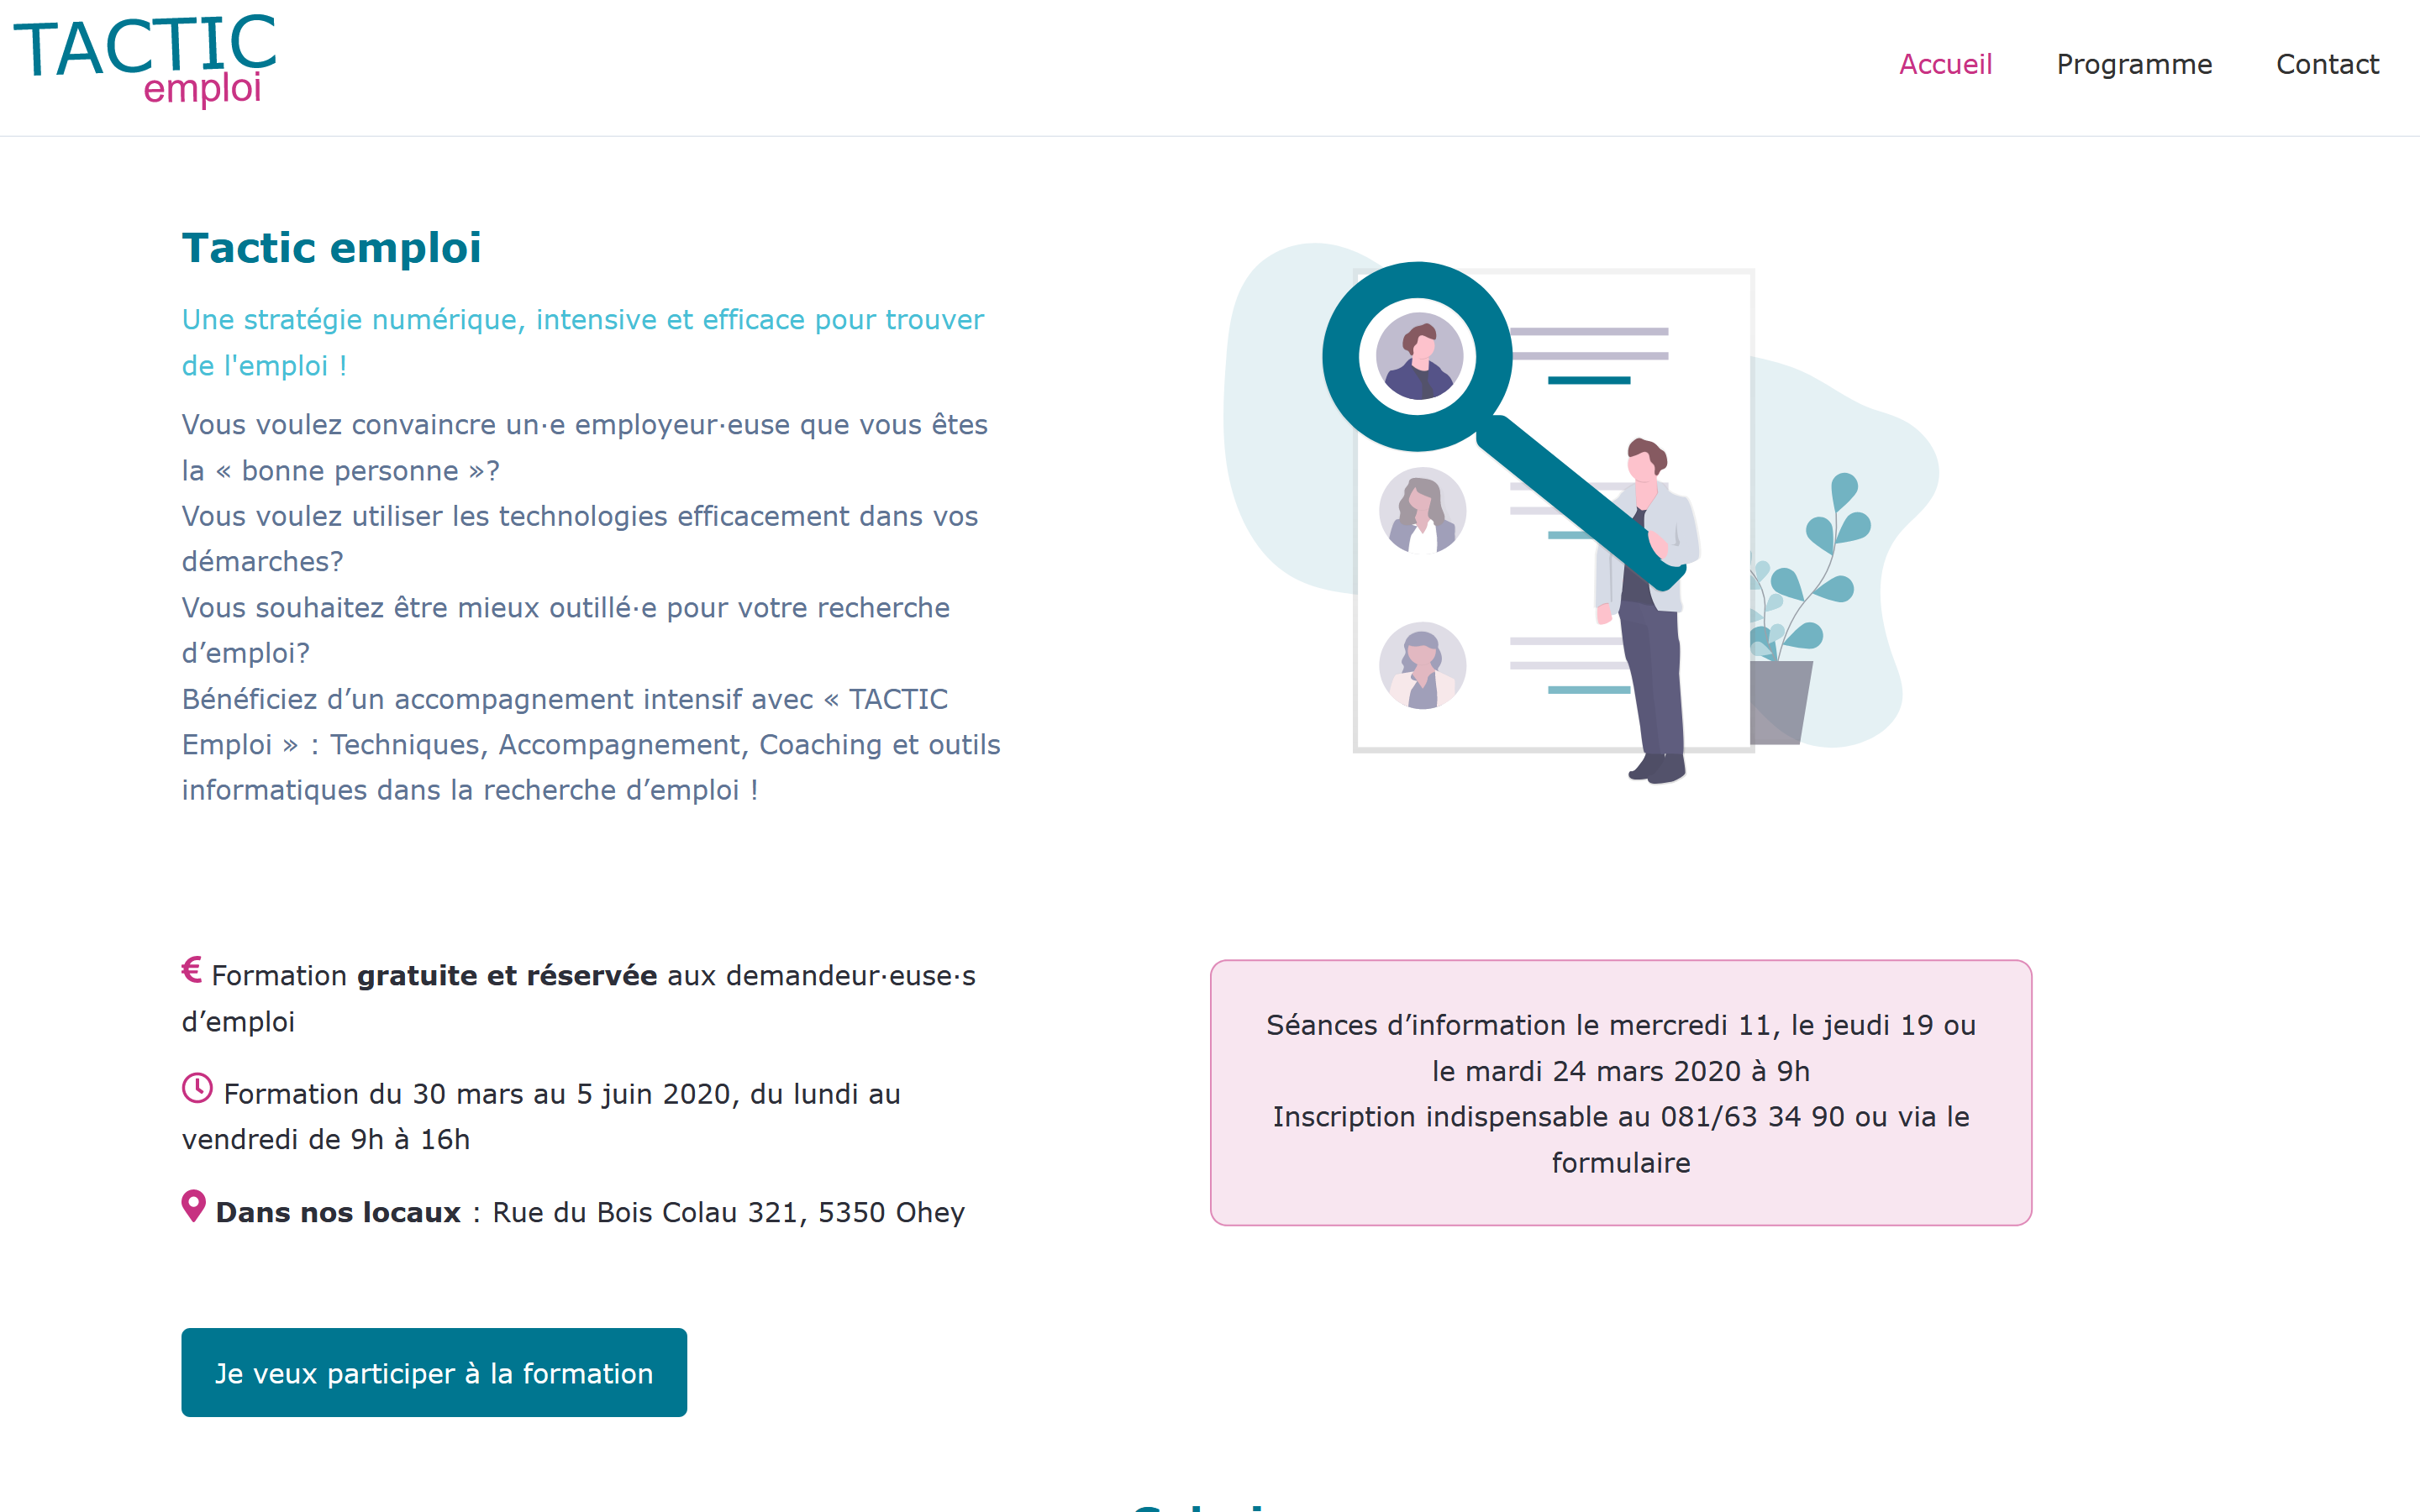 TACTIC
emploi
Accueil
Programme
Contact
Tactic emploi
Une stratégie numérique, intensive et efficace pour trouver
de l'emploi !
Vous voulez convaincre un·e employeur·euse que vous êtes
la « bonne personne »?
Vous voulez utiliser les technologies efficacement dans vos
démarches?
Vous souhaitez être mieux outillé·e pour votre recherche
d’emploi?
Bénéficiez d’un accompagnement intensif avec « TACTIC
Emploi » : Techniques, Accompagnement, Coaching et outils
informatiques dans la recherche d’emploi !
€ Formation gratuite et réservée aux demandeur·euse·s
d’emploi
Formation du 30 mars au 5 juin 2020, du lundi au
vendredi de 9h à 16h
Dans nos locaux : Rue du Bois Colau 321, 5350 Ohey
Séances d’information le mercredi 11, le jeudi 19 ou
le mardi 24 mars 2020 à 9h
Inscription indispensable au 081/63 34 90 ou via le
formulaire
Je veux participer à la formation